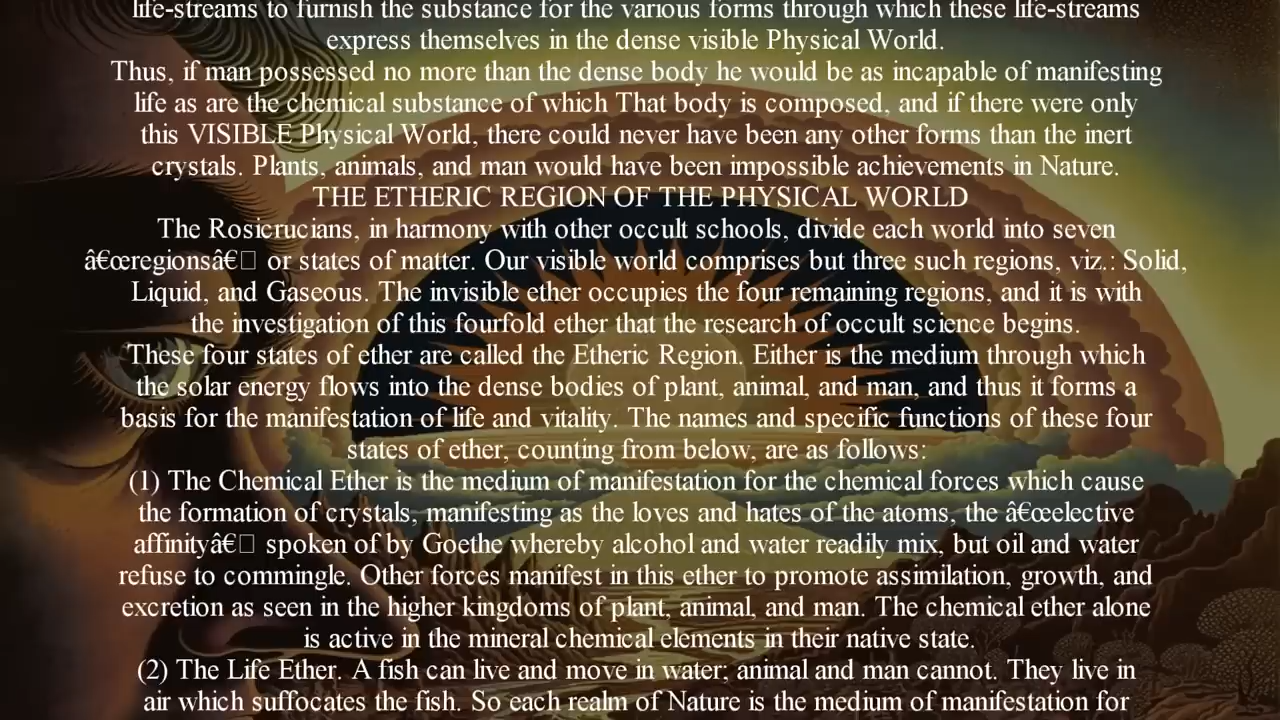 life-streams to furnish the substance for the various forms through which these life-streams
express themselves in the dense visible Physical World.
Thus, if man possessed no more than the dense body he would be as incapable of manifesting
life as are the chemical substance of which That body is composed, and if there were only
this VISIBLE Physical World, there could never have been any other forms than the inert
crystals. Plants, animals, and man would have been impossible achievements in Nature.
THE ETHERIC REGION OF THE PHYSICAL WORLD
The Rosicrucians, in harmony with other occult schools, divide each world into seven
â€œregionsâ€□ or states of matter. Our visible world comprises but three such regions, viz.: Solid,
Liquid, and Gaseous. The invisible ether occupies the four remaining regions, and it is with
the investigation of this fourfold ether that the research of occult science begins.
These four states of ether are called the Etheric Region. Either is the medium through which
the solar energy flows into the dense bodies of plant, animal, and man, and thus it forms a
basis for the manifestation of life and vitality. The names and specific functions of these four
states of ether, counting from below, are as follows:
(1) The Chemical Ether is the medium of manifestation for the chemical forces which cause
the formation of crystals, manifesting as the loves and hates of the atoms, the â€œelective
affinityâ€□ spoken of by Goethe whereby alcohol and water readily mix, but oil and water
refuse to commingle. Other forces manifest in this ether to promote assimilation, growth, and
excretion as seen in the higher kingdoms of plant, animal, and man. The chemical ether alone
is active in the mineral chemical elements in their native state.
(2) The Life Ether. A fish can live and move in water; animal and man cannot. They live in
air which suffocates the fish. So each realm of Nature is the medium of manifestation for